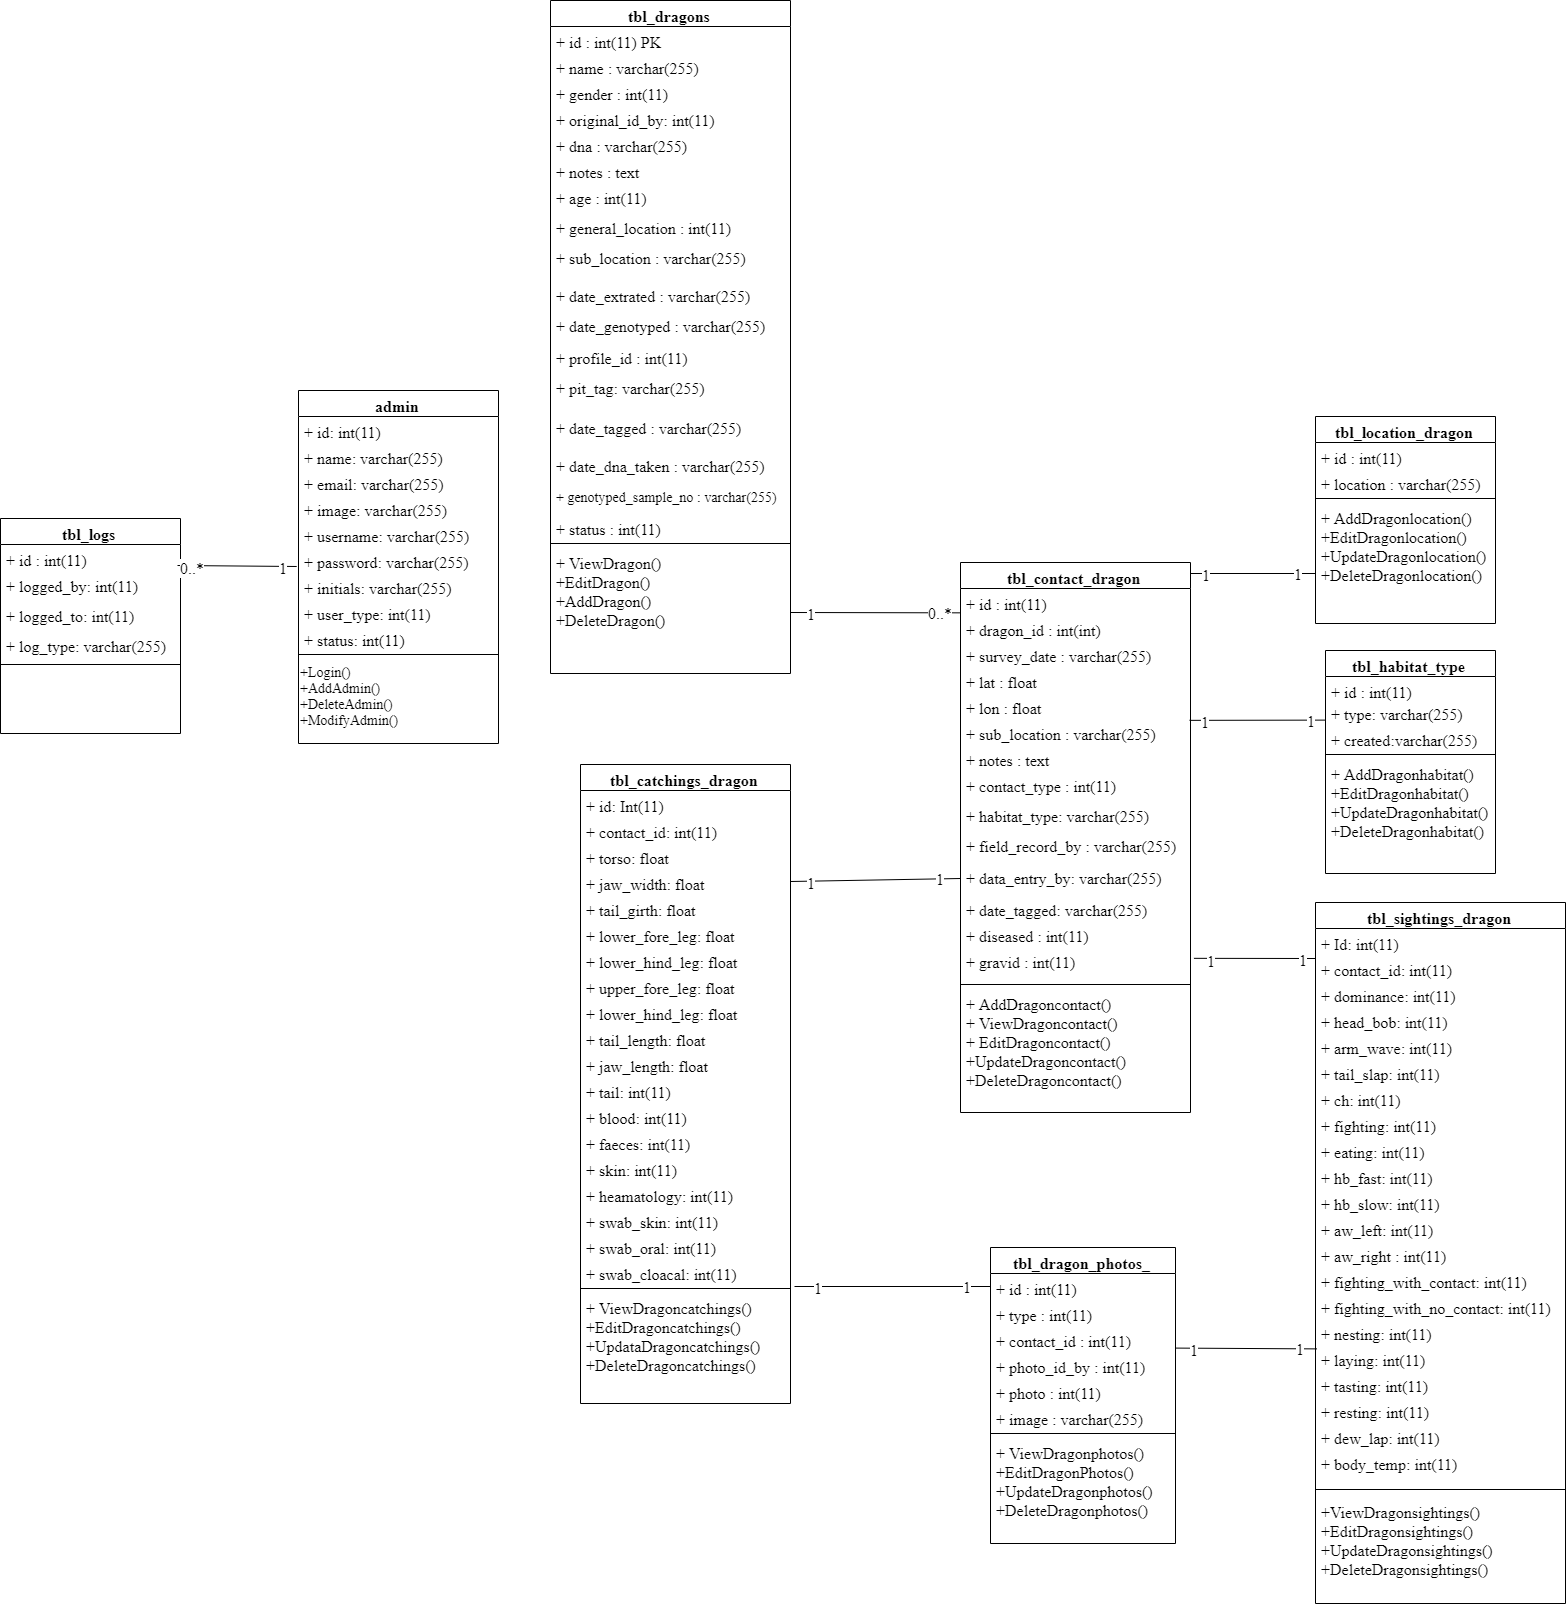 tbl_dragons
+ id : int(11) PK
+ name : varchar(255)
+ gender : int(11)
+ original_id_by: int(11)
+ dna : varchar(255)
+ notes : text
+ age : int(11)
+ general_location : int(11)
+ sub_location : varchar(255)
+ date_extrated : varchar(255)
+ date_genotyped : varchar(255)
+ profile_id : int(11)
+ pit_tag: varchar(255)
+ date_tagged : varchar(255)
+ date_dna_taken : varchar(255)
+ genotyped_sample_no : varchar(255)
+ status : int(11)
+ ViewDragon()
+EditDragon()
+AddDragon()
+DeleteDragon()
1
0..*
admin
+ id: int(11)
+ name: varchar(255)
+ email: varchar(255)
+ image: varchar(255)
+ username: varchar(255)
+ password: varchar(255)
+ initials: varchar(255)
+ user_type: int(11)
+ status: int(11)
+Login()
+AddAdmin()
+DeleteAdmin()
+ModifyAdmin()
tbl_logs
+ id : int(11)
+ logged_by: int(11)
+ logged_to: int(11)
+ log_type: varchar(255)
0..*
1
tbl_location_dragon
+ id : int(11)
+ location : varchar(255)
+ AddDragonlocation()
+EditDragonlocation()
+UpdateDragonlocation()
+DeleteDragonlocation()
1
1
tbl_contact_dragon
+ id : int(11)
+ dragon_id : int(int)
+ survey_date : varchar(255)
+ lat : float
+ lon : float
+ sub_location : varchar(255)
+ notes : text
+ contact_type : int(11)
+ habitat_type: varchar(255)
+ field_record_by : varchar(255)
+ data_entry_by: varchar(255)
+ date_tagged: varchar(255)
+ diseased : int(11)
+ gravid : int(11)
+ AddDragoncontact()
+ ViewDragoncontact()
+ EditDragoncontact()
+UpdateDragoncontact()
+DeleteDragoncontact()
tbl_habitat_type
+ id : int(11)
+ type: varchar(255)
+ created:varchar(255)
+ AddDragonhabitat()
+EditDragonhabitat()
+UpdateDragonhabitat()
+DeleteDragonhabitat()
1
1
tbl_catchings_dragon
+ id: Int(11)
+ contact_id: int(11)
+ torso: float
+ jaw_width: float
+ tail_girth: float
+ lower_fore_leg: float
+ lower_hind_leg: float
+ upper_fore_leg: float
+ lower_hind_leg: float
+ tail_length: float
+ jaw_length: float
+ tail: int(11)
+ blood: int(11)
+ faeces: int(11)
+ skin: int(11)
+ heamatology: int(11)
+ swab_skin: int(11)
+ swab_oral: int(11)
+ swab_cloacal: int(11)
+ ViewDragoncatchings()
+EditDragoncatchings()
+UpdataDragoncatchings()
+DeleteDragoncatchings()
1
1
tbl_sightings_dragon
+ Id: int(11)
+ contact_id: int(11)
+ dominance: int(11)
+ head_bob: int(11)
+ arm_wave: int(11)
+ tail_slap: int(11)
+ ch: int(11)
+ fighting: int(11)
+ eating: int(11)
+ hb_fast: int(11)
+ hb_slow: int(11)
+ aw_left: int(11)
+ aw_right : int(11)
+ fighting_with_contact: int(11)
+ fighting_with_no_contact: int(11)
+ nesting: int(11)
+ laying: int(11)
+ tasting: int(11)
+ resting: int(11)
+ dew_lap: int(11)
+ body_temp: int(11)
+ViewDragonsightings()
+EditDragonsightings()
+UpdateDragonsightings()
+DeleteDragonsightings()
1
1
tbl_dragon_photos_
+ id : int(11)
+ type : int(11)
+ contact_id : int(11)
+ photo_id_by : int(11)
+ photo : int(11)
+ image : varchar(255)
+ ViewDragonphotos()
+EditDragonPhotos()
+UpdateDragonphotos()
+DeleteDragonphotos()
1
1
1
1